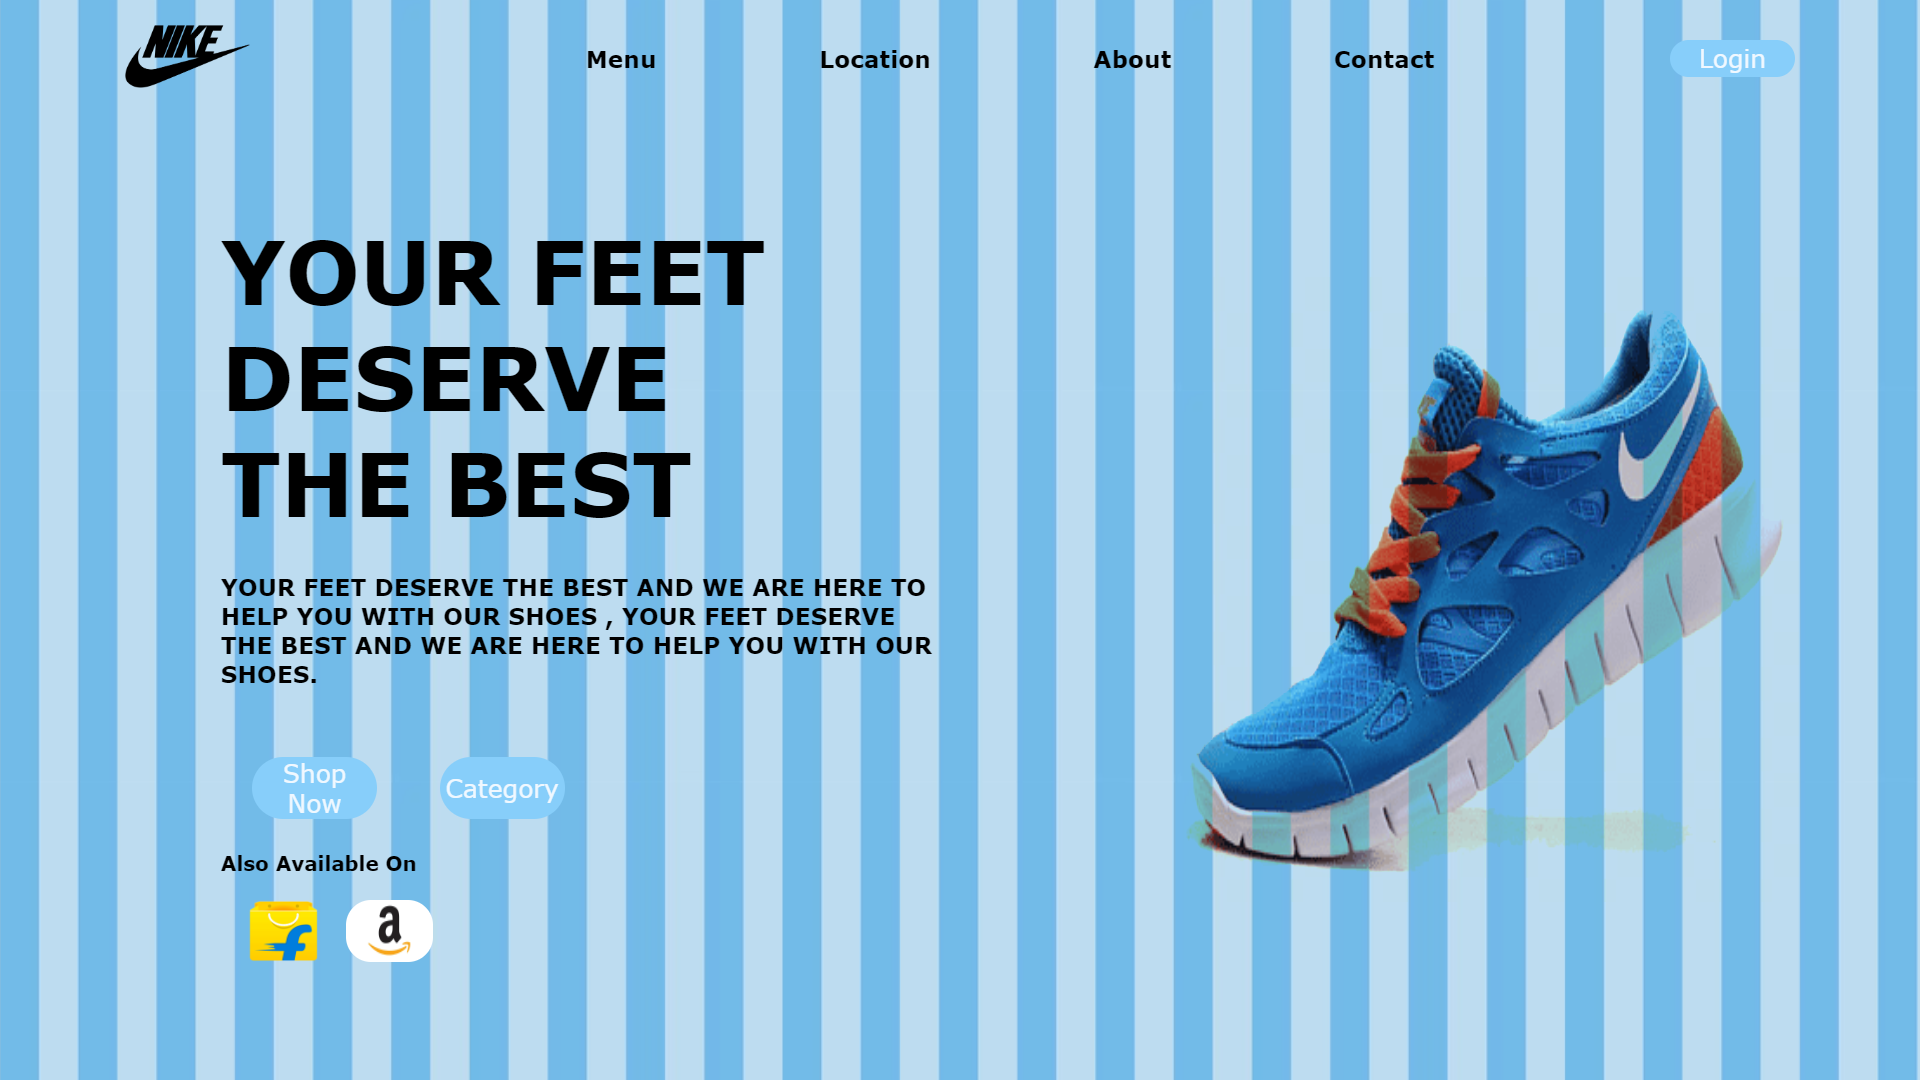 NIKE
Menu
Location
About
Contact
Login
YOUR FEET
DESERVE
THE BEST
YOUR FEET DESERVE THE BEST AND WE ARE HERE TO
HELP YOU WITH OUR SHOES , YOUR FEET DESERVE
THE BEST AND WE ARE HERE TO HELP YOU WITH OUR
SHOES.
Shop
Now
Category
Also Available On
f
a